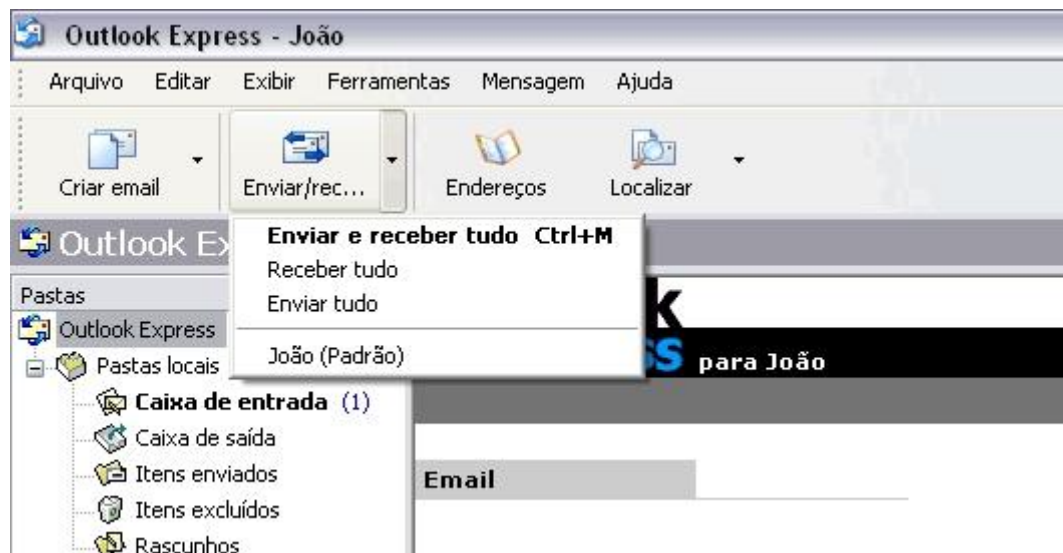 Outlook Express - João
Arquivo Editar Exibir Ferramentas Mensagem Ajuda
Criar email Enviar/rec... Endereços Localizar
Enviar e receber tudo Ctrl+M
Receber tudo
Enviar tudo
João (Padrão)
Outlook Ex
Pastas
Outlook Express
Pastas locais
Caixa de entrada (1)
Caixa de saída
Itens enviados
Itens excluídos
Rascunhos
k
ss para João
Email